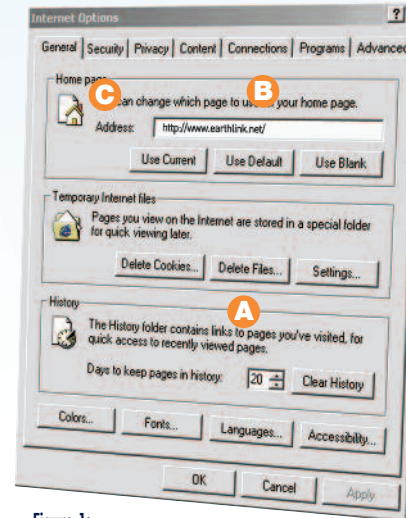 Internet Options ?
General Security Privacy Content Connections Programs Advanced
Home
C B
can change which page to your home page.
Address: http://www.earthlink.net/
Use Current Use Default Use Blank
Temporary Internet files
Pages you view on the Internet are stored in a special folder
for quick viewing later.
Delete Cookies... Delete Files... Settings...
History
A
The History folder contains links to pages you've visited, for
quick access to recently viewed pages.
Days to keep pages in history: 20 Clear History
Colors... Fonts... Languages... Accessibility...
OK Cancel Apply
Figure 1: